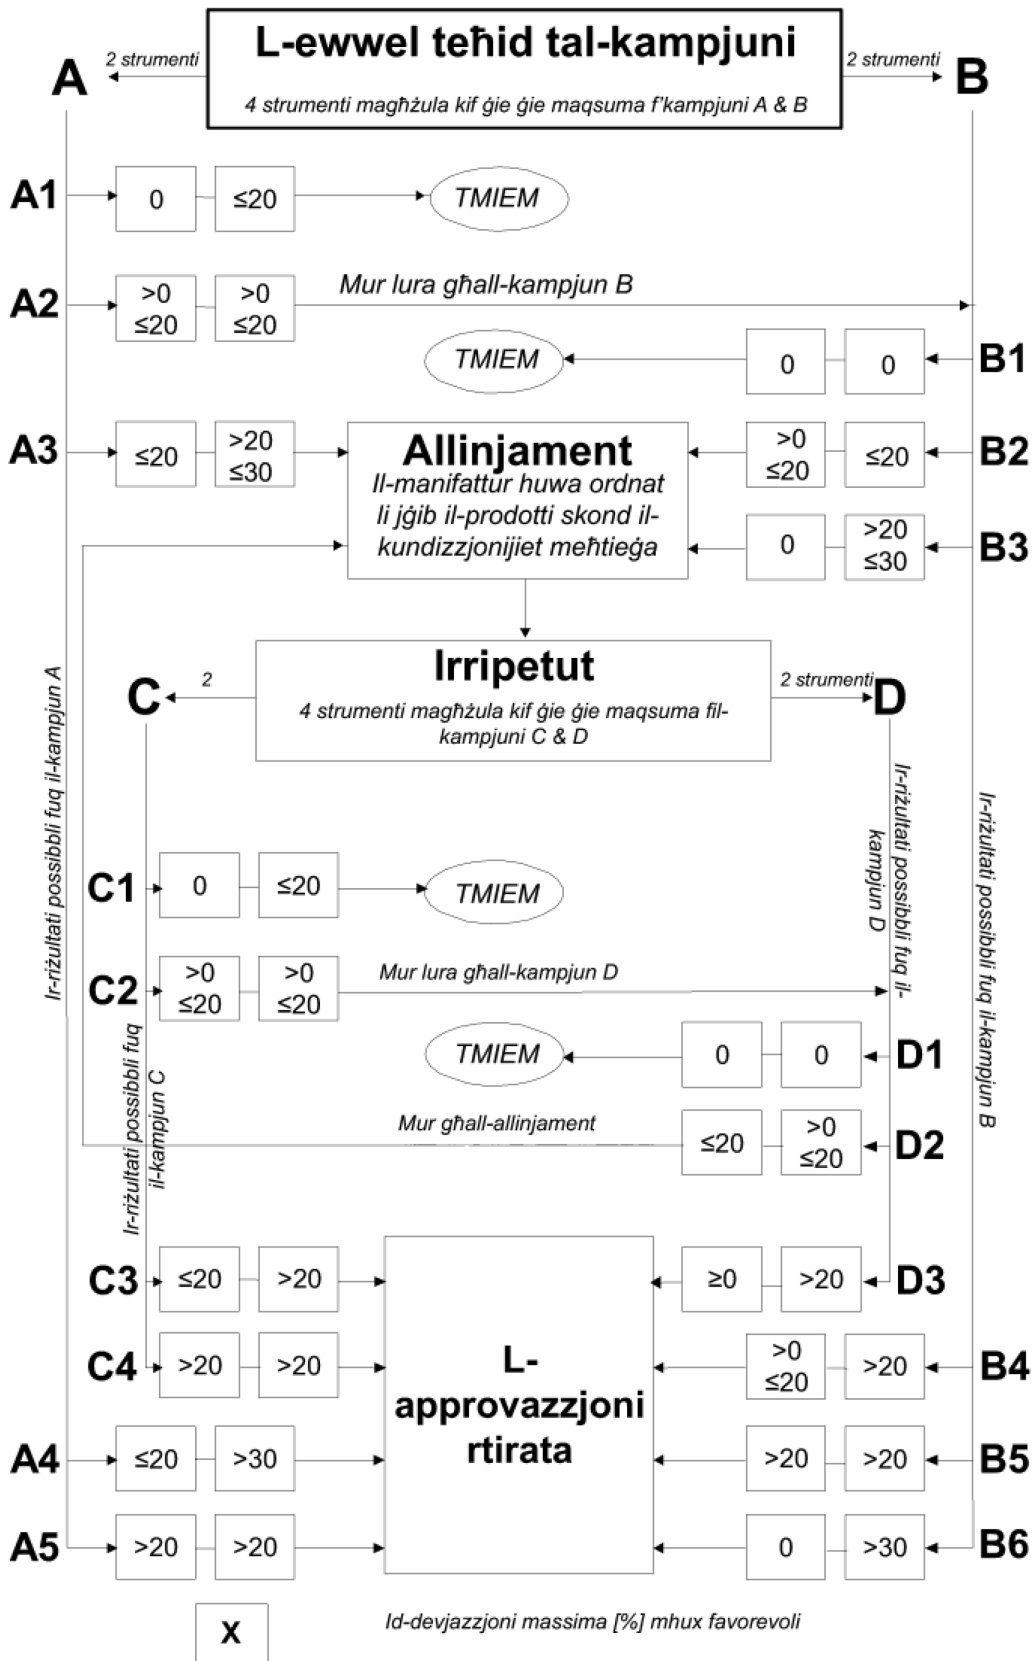 L-ewwel teħid tal-kampjuni
A
2 strumenti
2 strumenti
B
4 strumenti magħżula kif ġie ġie maqsuma f'kampjuni A & B
A1
0
≤20
TMIEM
A2
>0
≤20
>0
≤20
Mur lura għall-kampjun B
TMIEM
0
0
B1
A3
≤20
>20
≤30
Allinjament
Il-manifattur huwa ordnat
li jġib il-prodotti skond il-
kundizzjonijiet meħtieġa
>0
≤20
≤20
B2
0
>20
≤30
B3
Ir-riżultati possibbli fuq il-kampjun A
C
2
Irripetut
4 strumenti magħżula kif ġie ġie maqsuma fil-
kampjuni C & D
2 strumenti
D
Ir-riżultati possibbli fuq il-
kampjun D
Ir-riżultati possibbli fuq il-kampjun B
C1
0
≤20
TMIEM
C2
>0
≤20
>0
≤20
Mur lura għall-kampjun D
Ir-riżultati possibbli fuq
il-kampjun C
TMIEM
0
0
D1
Mur għall-allinjament
≤20
>0
≤20
D2
C3
≤20
>20
L-
approvazzjoni
rtirata
≥0
>20
D3
C4
>20
>20
>0
≤20
>20
B4
A4
≤20
>30
>20
>20
B5
A5
>20
>20
0
>30
B6
X
Id-devjazzjoni massima [%] mhux favorevoli